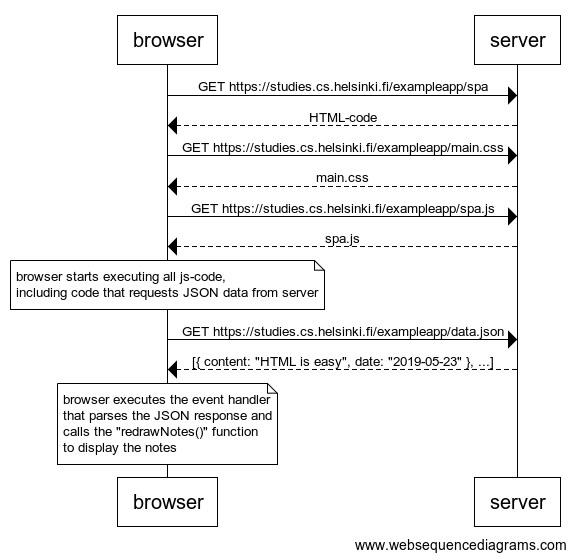 browser
server
GET https://studies.cs.helsinki.fi/exampleapp/spa
HTML-code
GET https://studies.cs.helsinki.fi/exampleapp/main.css
main.css
GET https://studies.cs.helsinki.fi/exampleapp/spa.js
spa.js
browser starts executing all js-code,
including code that requests JSON data from server
GET https://studies.cs.helsinki.fi/exampleapp/data.json
[{ content: "HTML is easy", date: "2019-05-23" }, ...]
browser executes the event handler
that parses the JSON response and
calls the "redrawNotes()" function
to display the notes
browser
server
www.websequencediagrams.com